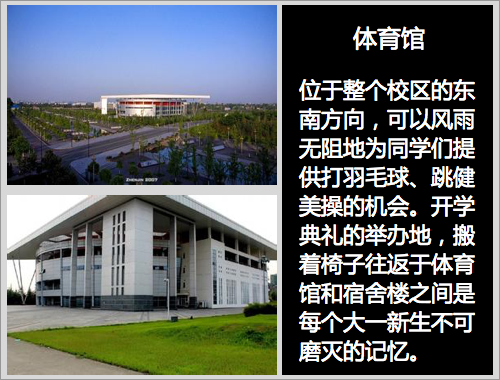 体育馆
位于整个校区的东
南方向，可以风雨
无阻地为同学们提
供打羽毛球、跳健
美操的机会。开学
典礼的举办地，搬
着椅子往返于体育
馆和宿舍楼之间是
每个大一新生不可
磨灭的记忆。